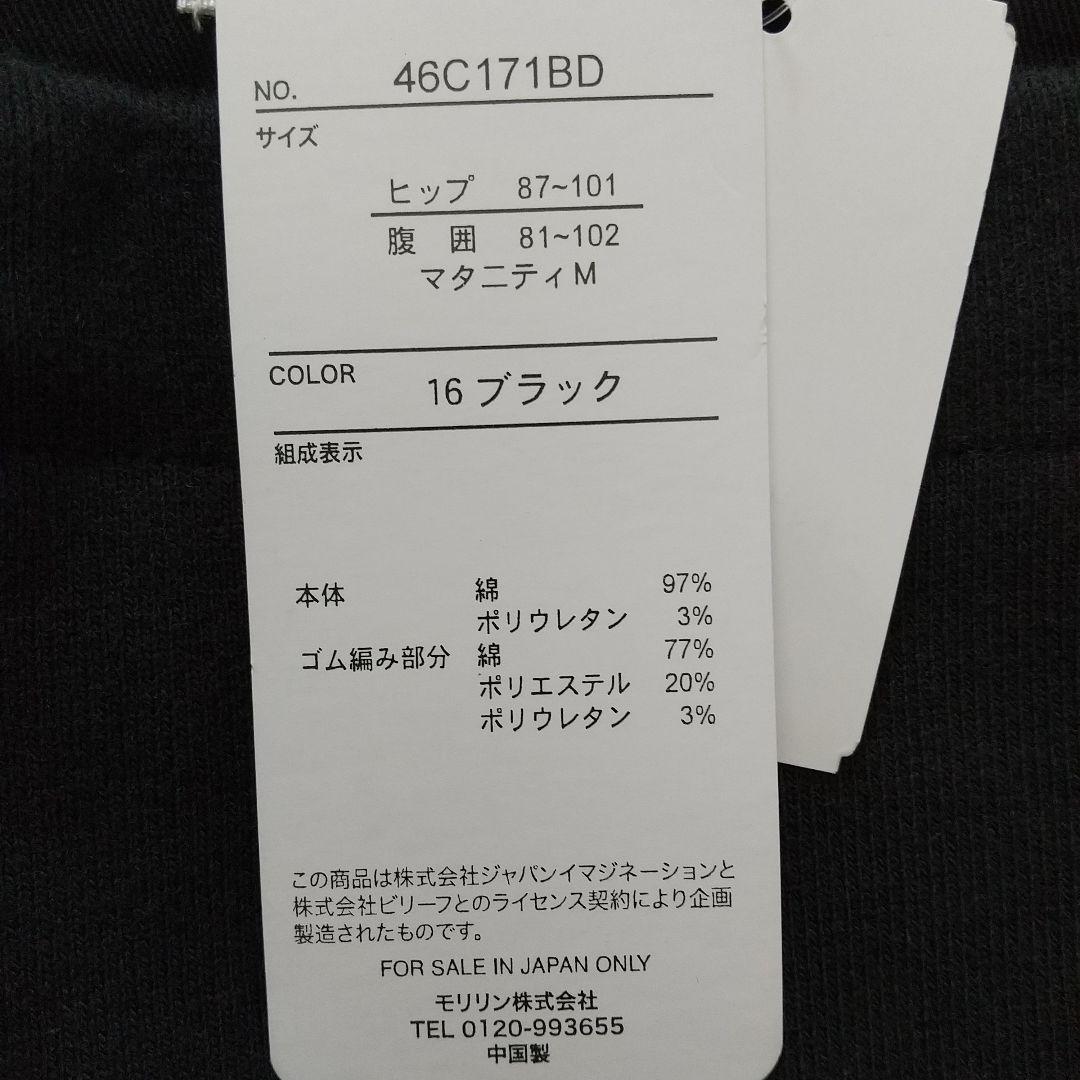 NO. 46C171BD
サイズ
ヒップ 87~101
腹 囲 81~102
マタニティM
COLOR 16 ブラック
組成表示
本体 綿 97%
ポリウレタン 3%
ゴム編み部分 綿 77%
ポリエステル 20%
ポリウレタン 3%
この商品は株式会社ジャパンイマジネーションと
株式会社ビリーフとのライセンス契約により企画
製造されたものです。
FOR SALE IN JAPAN ONLY
モリリン株式会社
TEL 0120-993655
中国製